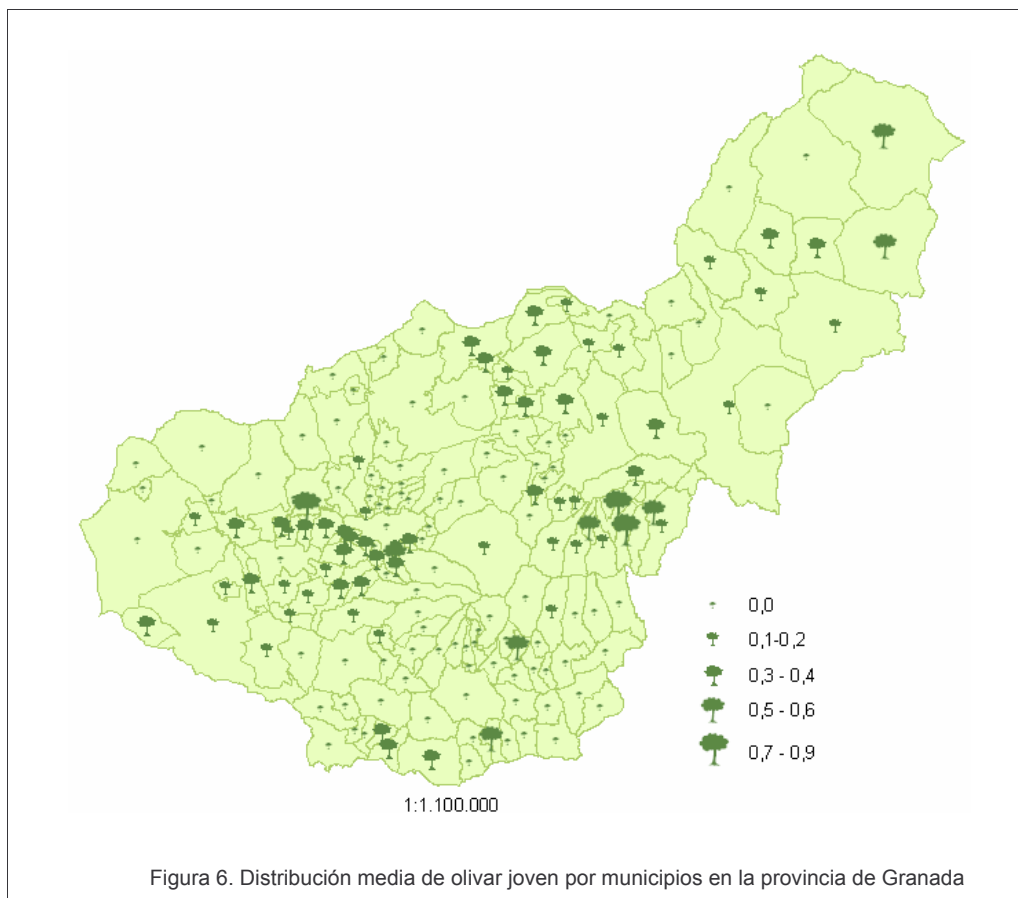 0,0
0,1-0,2
0,3 - 0,4
0,5 - 0,6
0,7 - 0,9
1:1.100.000
Figura 6. Distribución media de olivar joven por municipios en la provincia de Granada